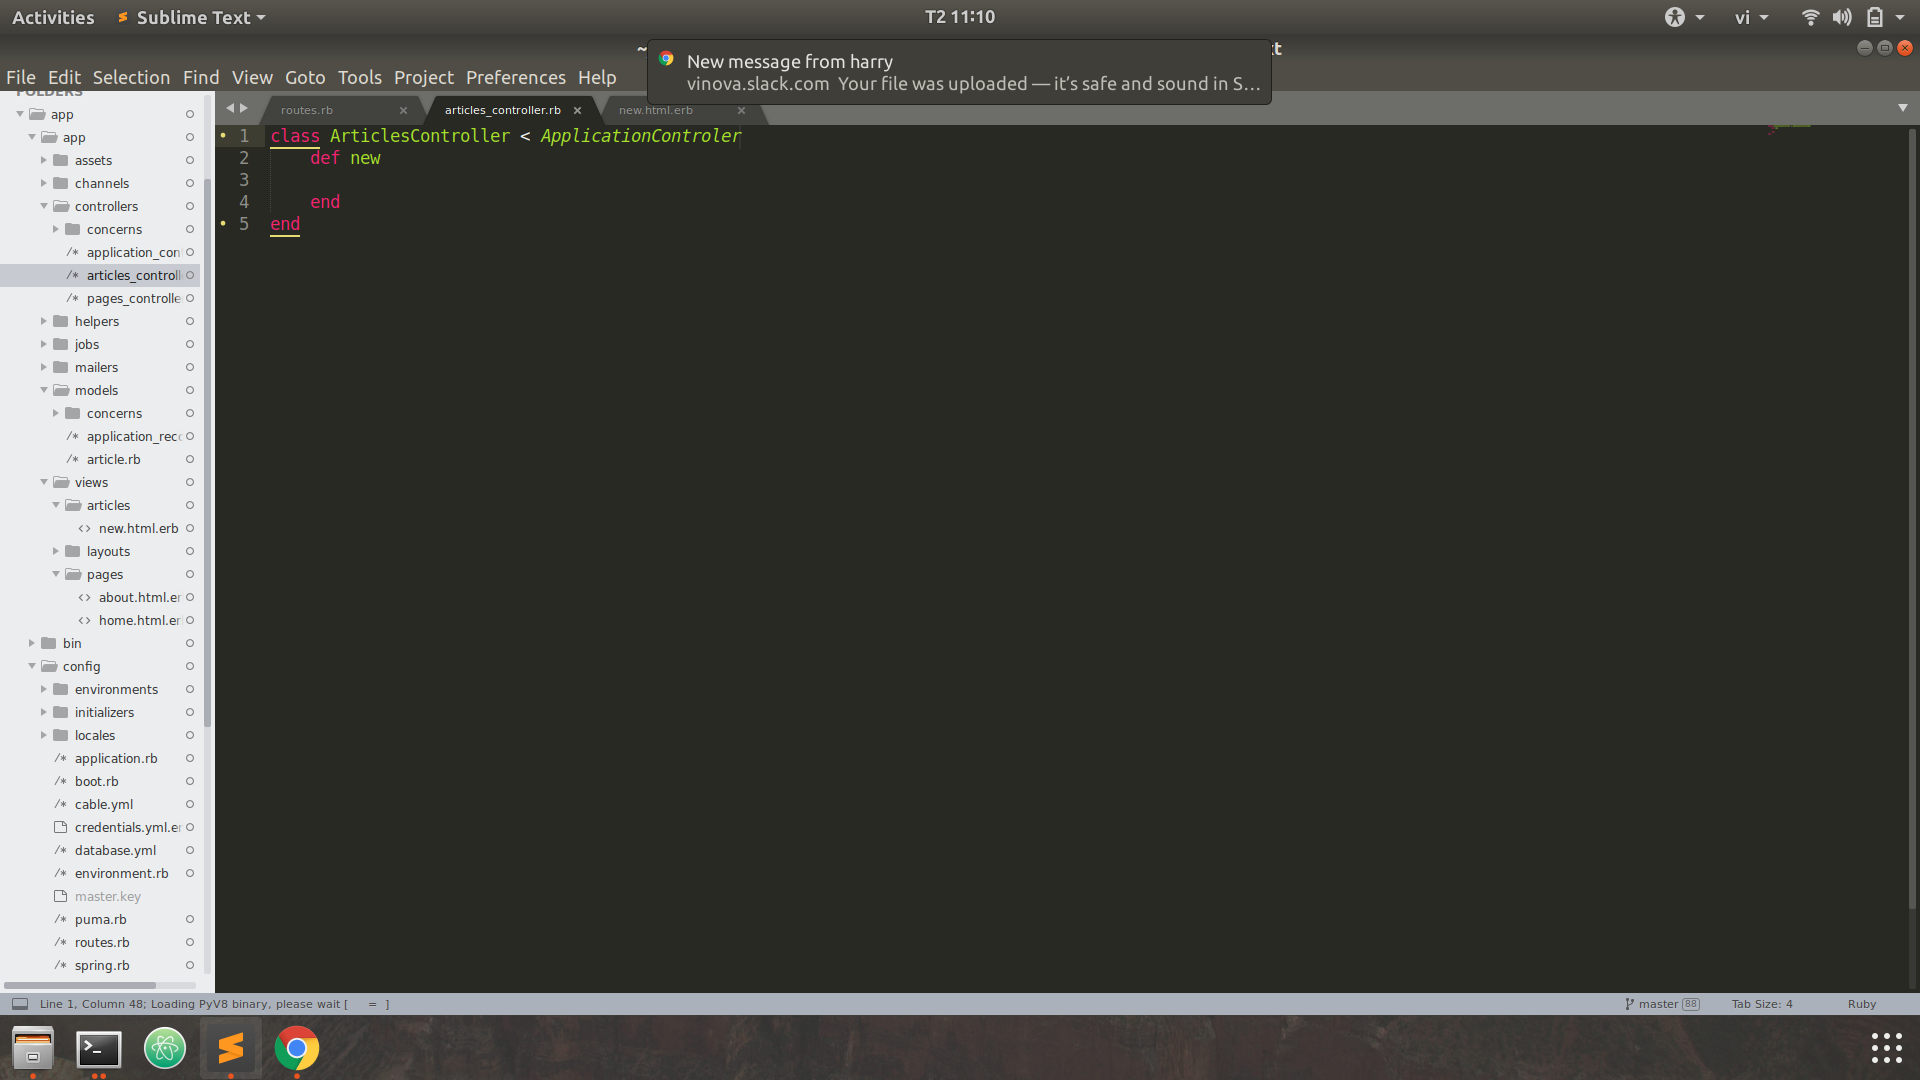 Activities Sublime Text T2 11:10 vi
New message from harry
vinova.slack.com Your file was uploaded — it’s safe and sound in S…
File Edit Selection Find View Goto Tools Project Preferences Help
FOLDERS
routes.rb articles_controller.rb new.html.erb
app
app
assets
channels
controllers
concerns
application_con
articles_controll
pages_controlle
helpers
jobs
mailers
models
concerns
application_reco
article.rb
views
articles
new.html.erb
layouts
pages
about.html.er
home.html.er
bin
config
environments
initializers
locales
application.rb
boot.rb
cable.yml
credentials.yml.er
database.yml
environment.rb
master.key
puma.rb
routes.rb
spring.rb
1 class ArticlesController < ApplicationControler
2 def new
3
4 end
5 end
Line 1, Column 48; Loading PyV8 binary, please wait [ = ] master 88 Tab Size: 4 Ruby